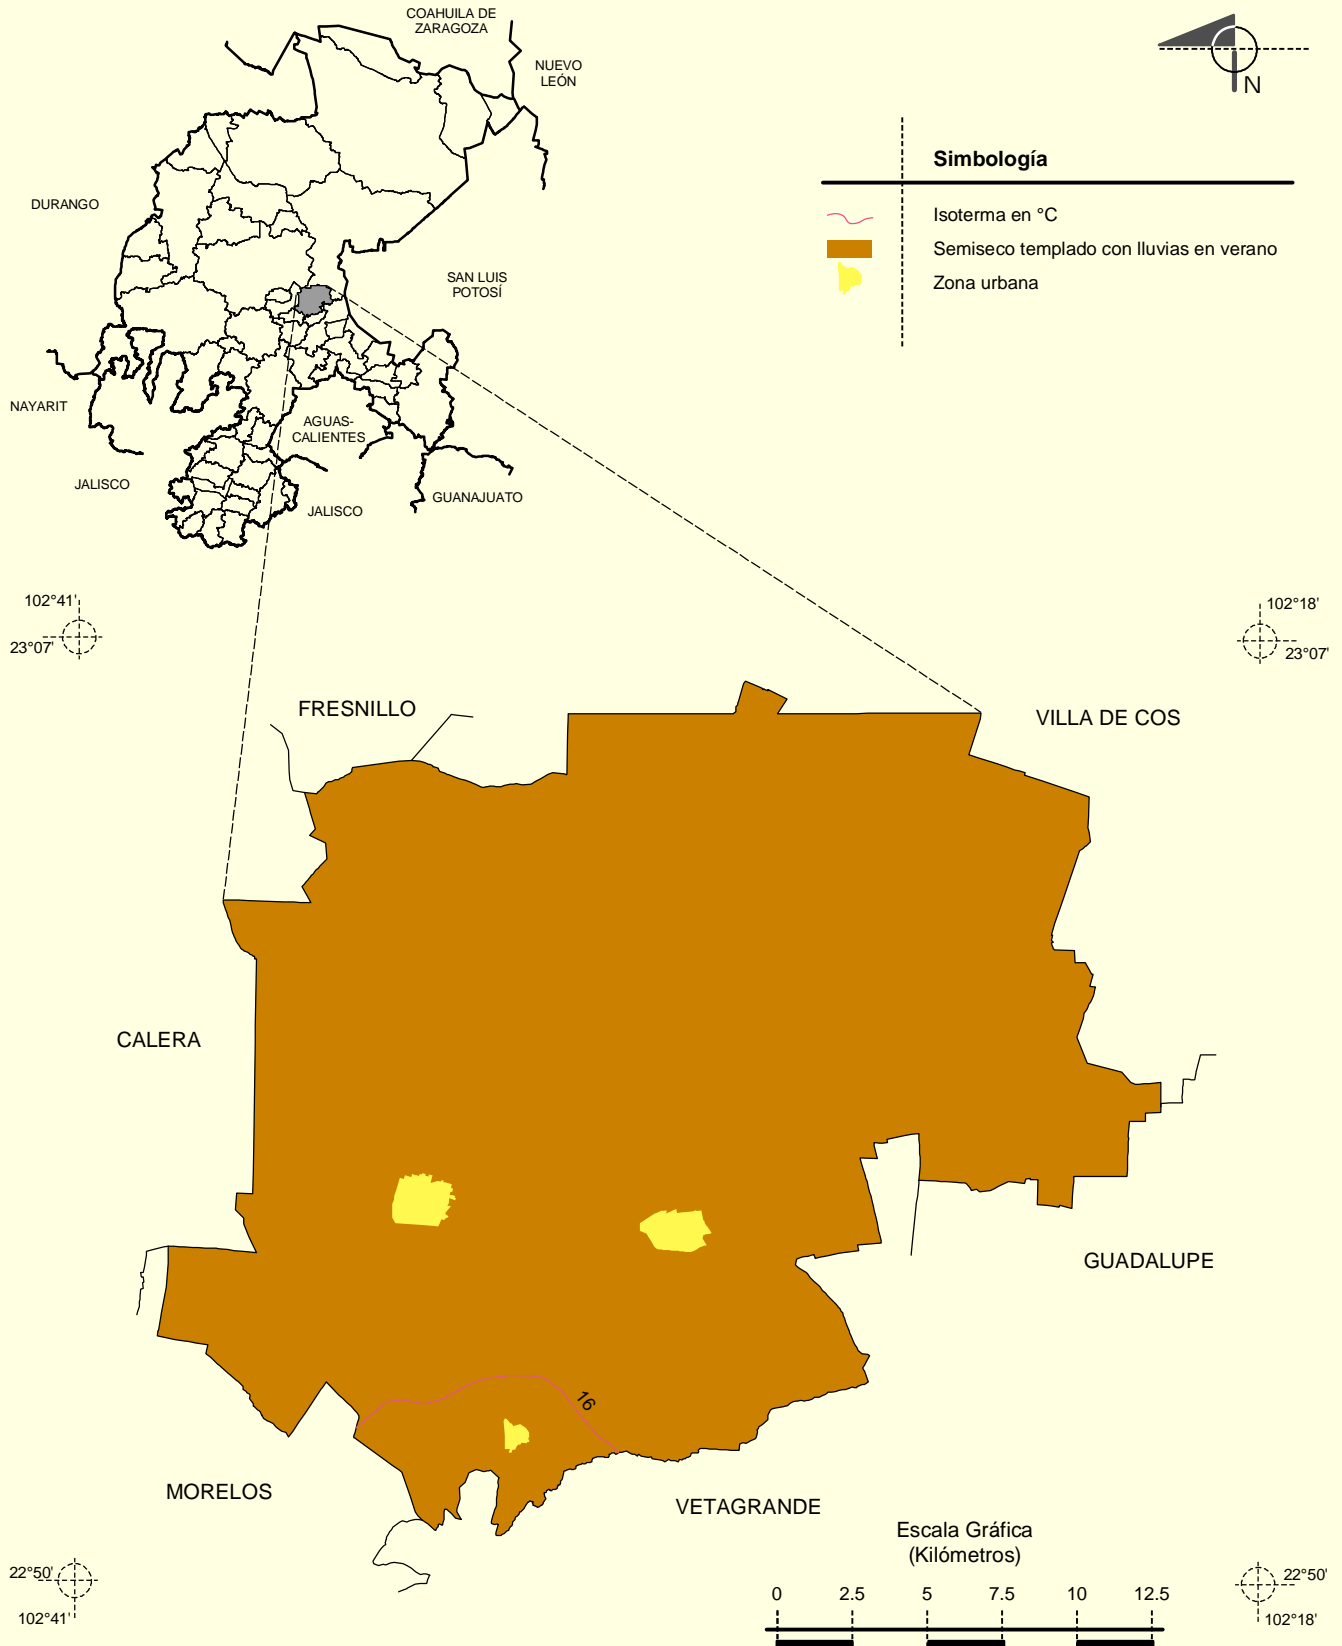 COAHUILA DE
ZARAGOZA
NUEVO
LEÓN
N
Simbología
DURANGO
Isoterma en °C
Semiseco templado con lluvias en verano
SAN LUIS
POTOSÍ
Zona urbana
NAYARIT
AGUAS-
CALIENTES
JALISCO
GUANAJUATO
JALISCO
102°41'
23°07'
102°18'
23°07'
FRESNILLO
VILLA DE COS
CALERA
GUADALUPE
16
MORELOS
VETAGRANDE
Escala Gráfica
(Kilómetros)
22°50'
102°41'
22°50'
102°18'
0 2.5 5 7.5 10 12.5